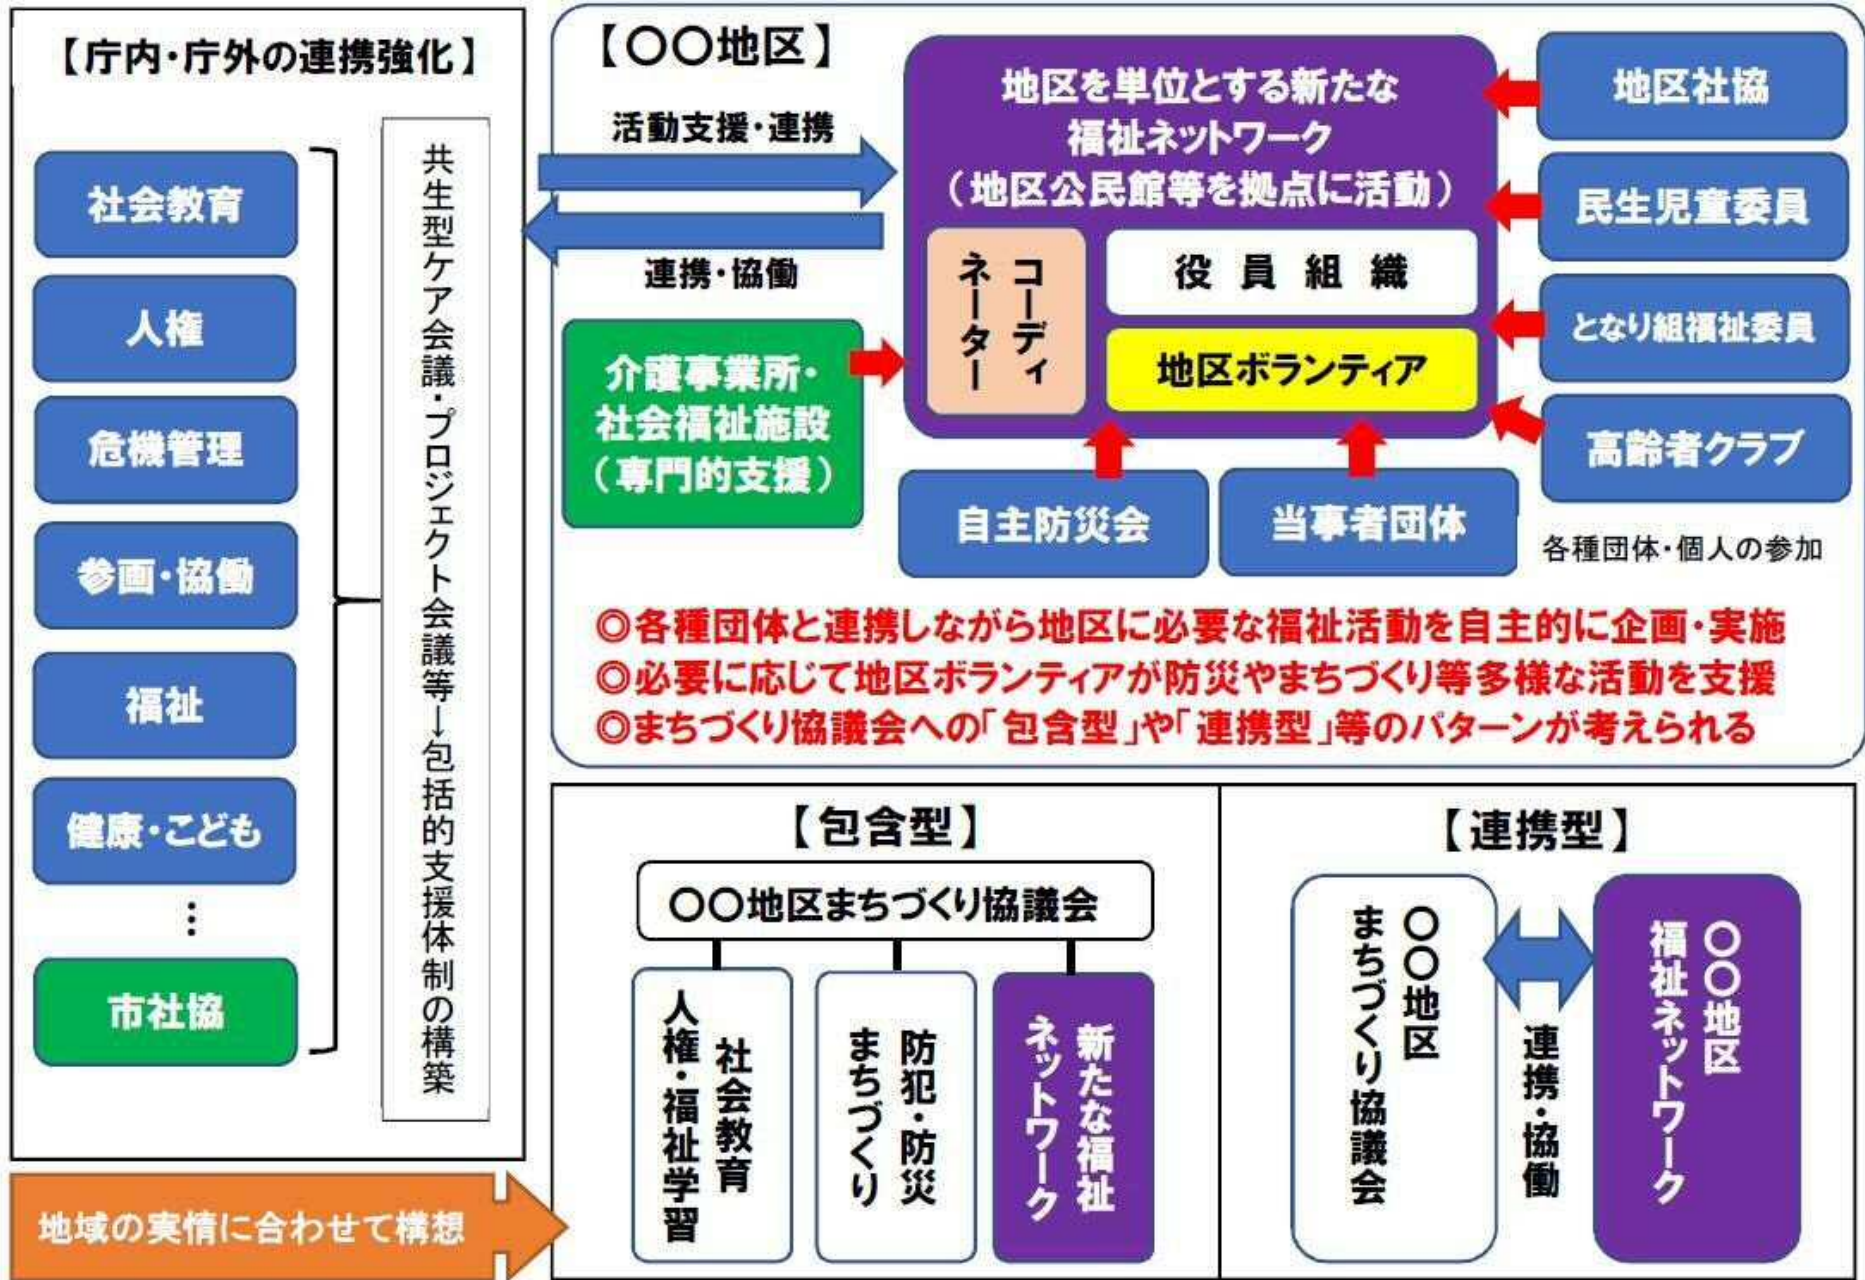 【庁内・庁外の連携強化】
社会教育
人権
危機管理
参画・協働
福祉
健康・こども
…
市社協
共生型ケア会議・プロジェクト会議等→包括的支援体制の構築
地域の実情に合わせて構想
【〇〇地区】
活動支援・連携
連携・協働
介護事業所・
社会福祉施設
（専門的支援）
地区を単位とする新たな
福祉ネットワーク
（地区公民館等を拠点に活動）
コーディ
ネーター
役員組織
地区ボランティア
地区社協
民生児童委員
となり組福祉委員
高齢者クラブ
自主防災会
当事者団体
各種団体・個人の参加
◎各種団体と連携しながら地区に必要な福祉活動を自主的に企画・実施
◎必要に応じて地区ボランティアが防災やまちづくり等多様な活動を支援
◎まちづくり協議会への「包含型」や「連携型」等のパターンが考えられる
【包含型】
〇〇地区まちづくり協議会
社会教育
人権・福祉学習
防犯・防災
まちづくり
新たな福祉
ネットワーク
【連携型】
〇〇地区
まちづくり協議会
連携・協働
〇〇地区
福祉ネットワーク